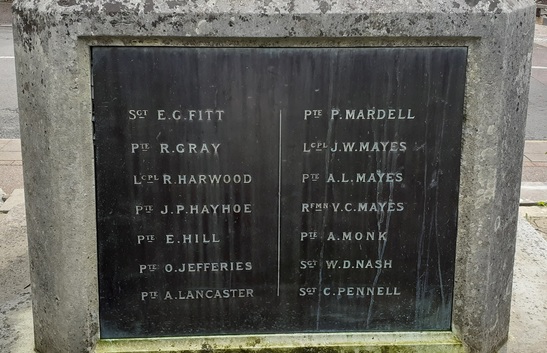 Sgt E.G.FITT
Pte R.GRAY
Lcpl R.HARWOOD
Pte J.P.HAYHOE
Pte E.HILL
Pte O.JEFFERIES
Pte A.LANCASTER
Pte P.MARDELL
Lcpl J.W.MAYES
Pte A.L.MAYES
Rfmn V.C.MAYES
Pte A.MONK
Sgt W.D.NASH
Sgt C.PENNELL